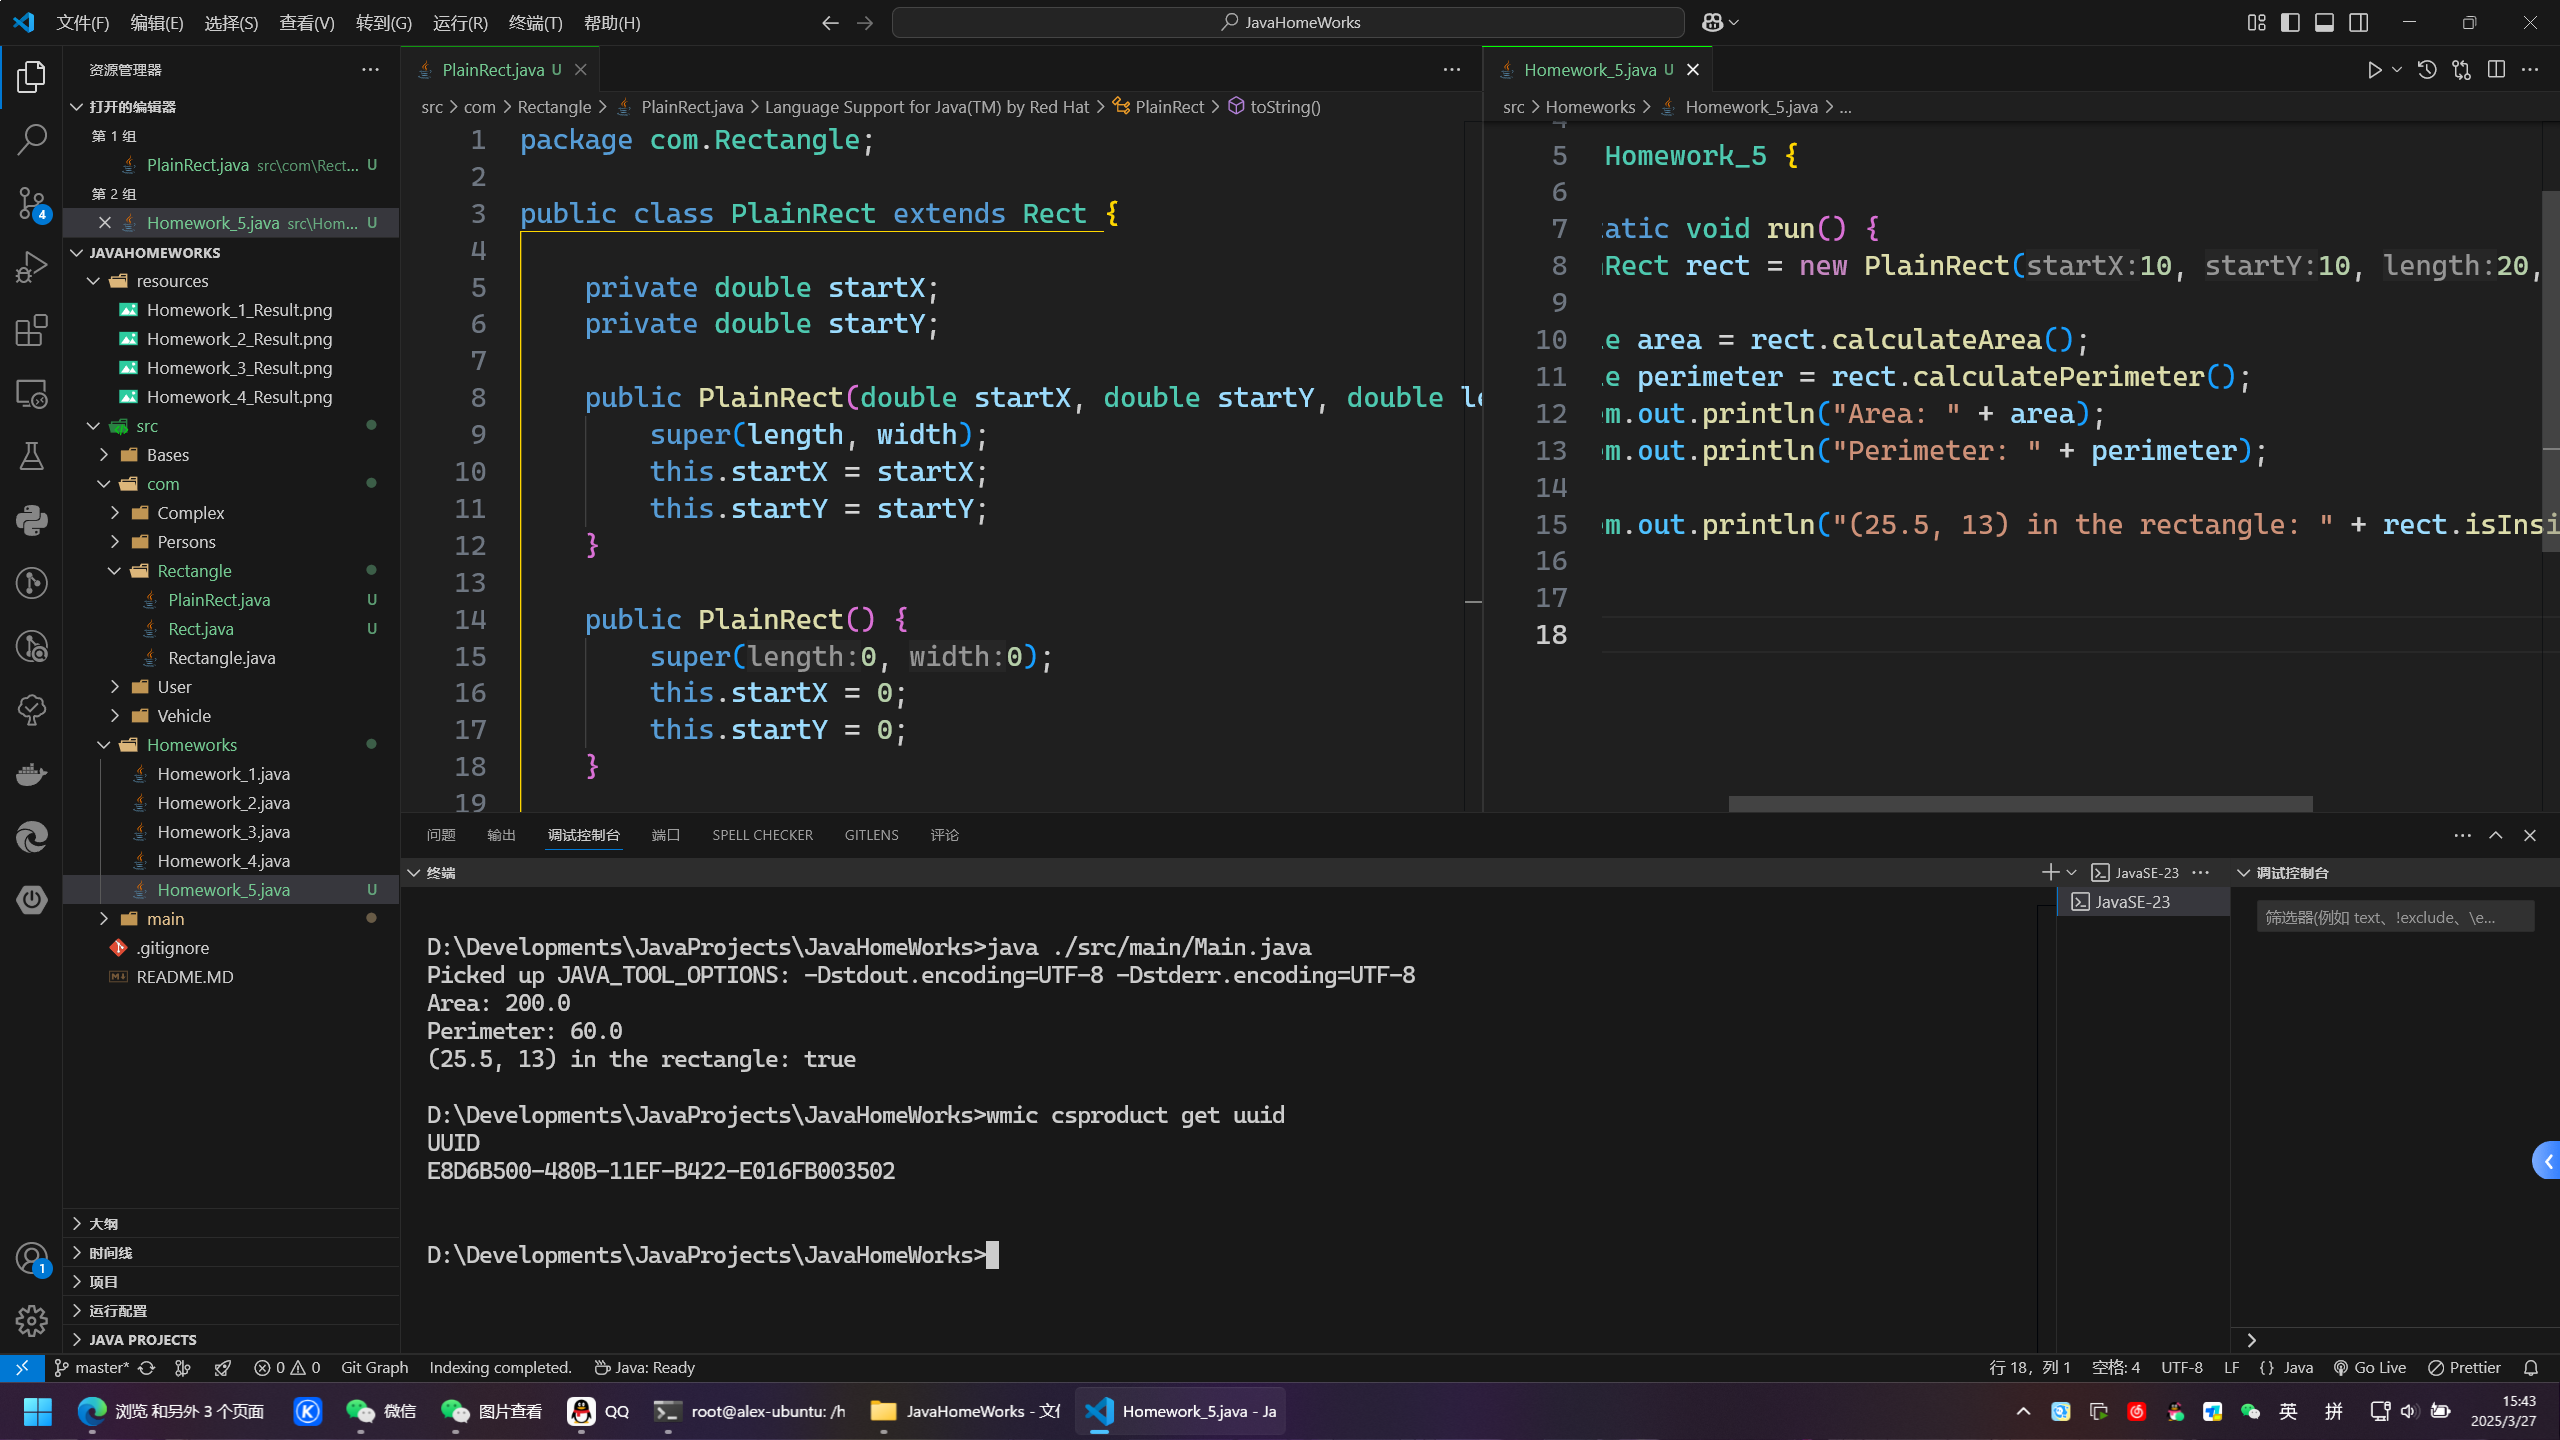 文件(F) 编辑(E) 选择(S) 查看(V) 转到(G) 运行(R) 终端(T) 帮助(H)
JavaHomeWorks
资源管理器
打开的编辑器
第 1 组
PlainRect.java src\com\Rect... U
第 2 组
Homework_5.java src\Hom... U
JAVAHOMEWORKS
resources
Homework_1_Result.png
Homework_2_Result.png
Homework_3_Result.png
Homework_4_Result.png
src
Bases
com
Complex
Persons
Rectangle
PlainRect.java U
Rect.java U
Rectangle.java
User
Vehicle
Homeworks
Homework_1.java
Homework_2.java
Homework_3.java
Homework_4.java
Homework_5.java U
main
.gitignore
README.MD
大纲
时间线
项目
运行配置
JAVA PROJECTS
4
1
PlainRect.java U
src > com > Rectangle > PlainRect.java > Language Support for Java(TM) by Red Hat > PlainRect > toString()
1 package com.Rectangle;
2
3 public class PlainRect extends Rect {
4
5 private double startX;
6 private double startY;
7
8 public PlainRect(double startX, double startY, double le
9 super(length, width);
10 this.startX = startX;
11 this.startY = startY;
12 }
13
14 public PlainRect() {
15 super(length:0, width:0);
16 this.startX = 0;
17 this.startY = 0;
18 }
19
Homework_5.java U
src > Homeworks > Homework_5.java > ...
4
5 Homework_5 {
6
7 atic void run() {
8 nRect rect = new PlainRect(startX:10, startY:10, length:20,
9
10 le area = rect.calculateArea();
11 le perimeter = rect.calculatePerimeter();
12 em.out.println("Area: " + area);
13 em.out.println("Perimeter: " + perimeter);
14
15 em.out.println("(25.5, 13) in the rectangle: " + rect.isInsi
16
17
18
问题 输出 调试控制台 端口 SPELL CHECKER GITLENS 评论
终端
JavaSE-23
JavaSE-23
调试控制台
筛选器(例如 text、!exclude、\e...
D:\Developments\JavaProjects\JavaHomeWorks>java ./src/main/Main.java
Picked up JAVA_TOOL_OPTIONS: -Dstdout.encoding=UTF-8 -Dstderr.encoding=UTF-8
Area: 200.0
Perimeter: 60.0
(25.5, 13) in the rectangle: true
D:\Developments\JavaProjects\JavaHomeWorks>wmic csproduct get uuid
UUID
E8D6B500-480B-11EF-B422-E016FB003502
D:\Developments\JavaProjects\JavaHomeWorks>
master* 0 0 Git Graph Indexing completed. Java: Ready
行 18，列 1 空格: 4 UTF-8 LF {} Java Go Live Prettier
浏览 和另外 3 个页面 微信 图片查看 QQ root@alex-ubuntu: /h JavaHomeWorks - 文件 Homework_5.java - Ja
英 拼
15:43
2025/3/27